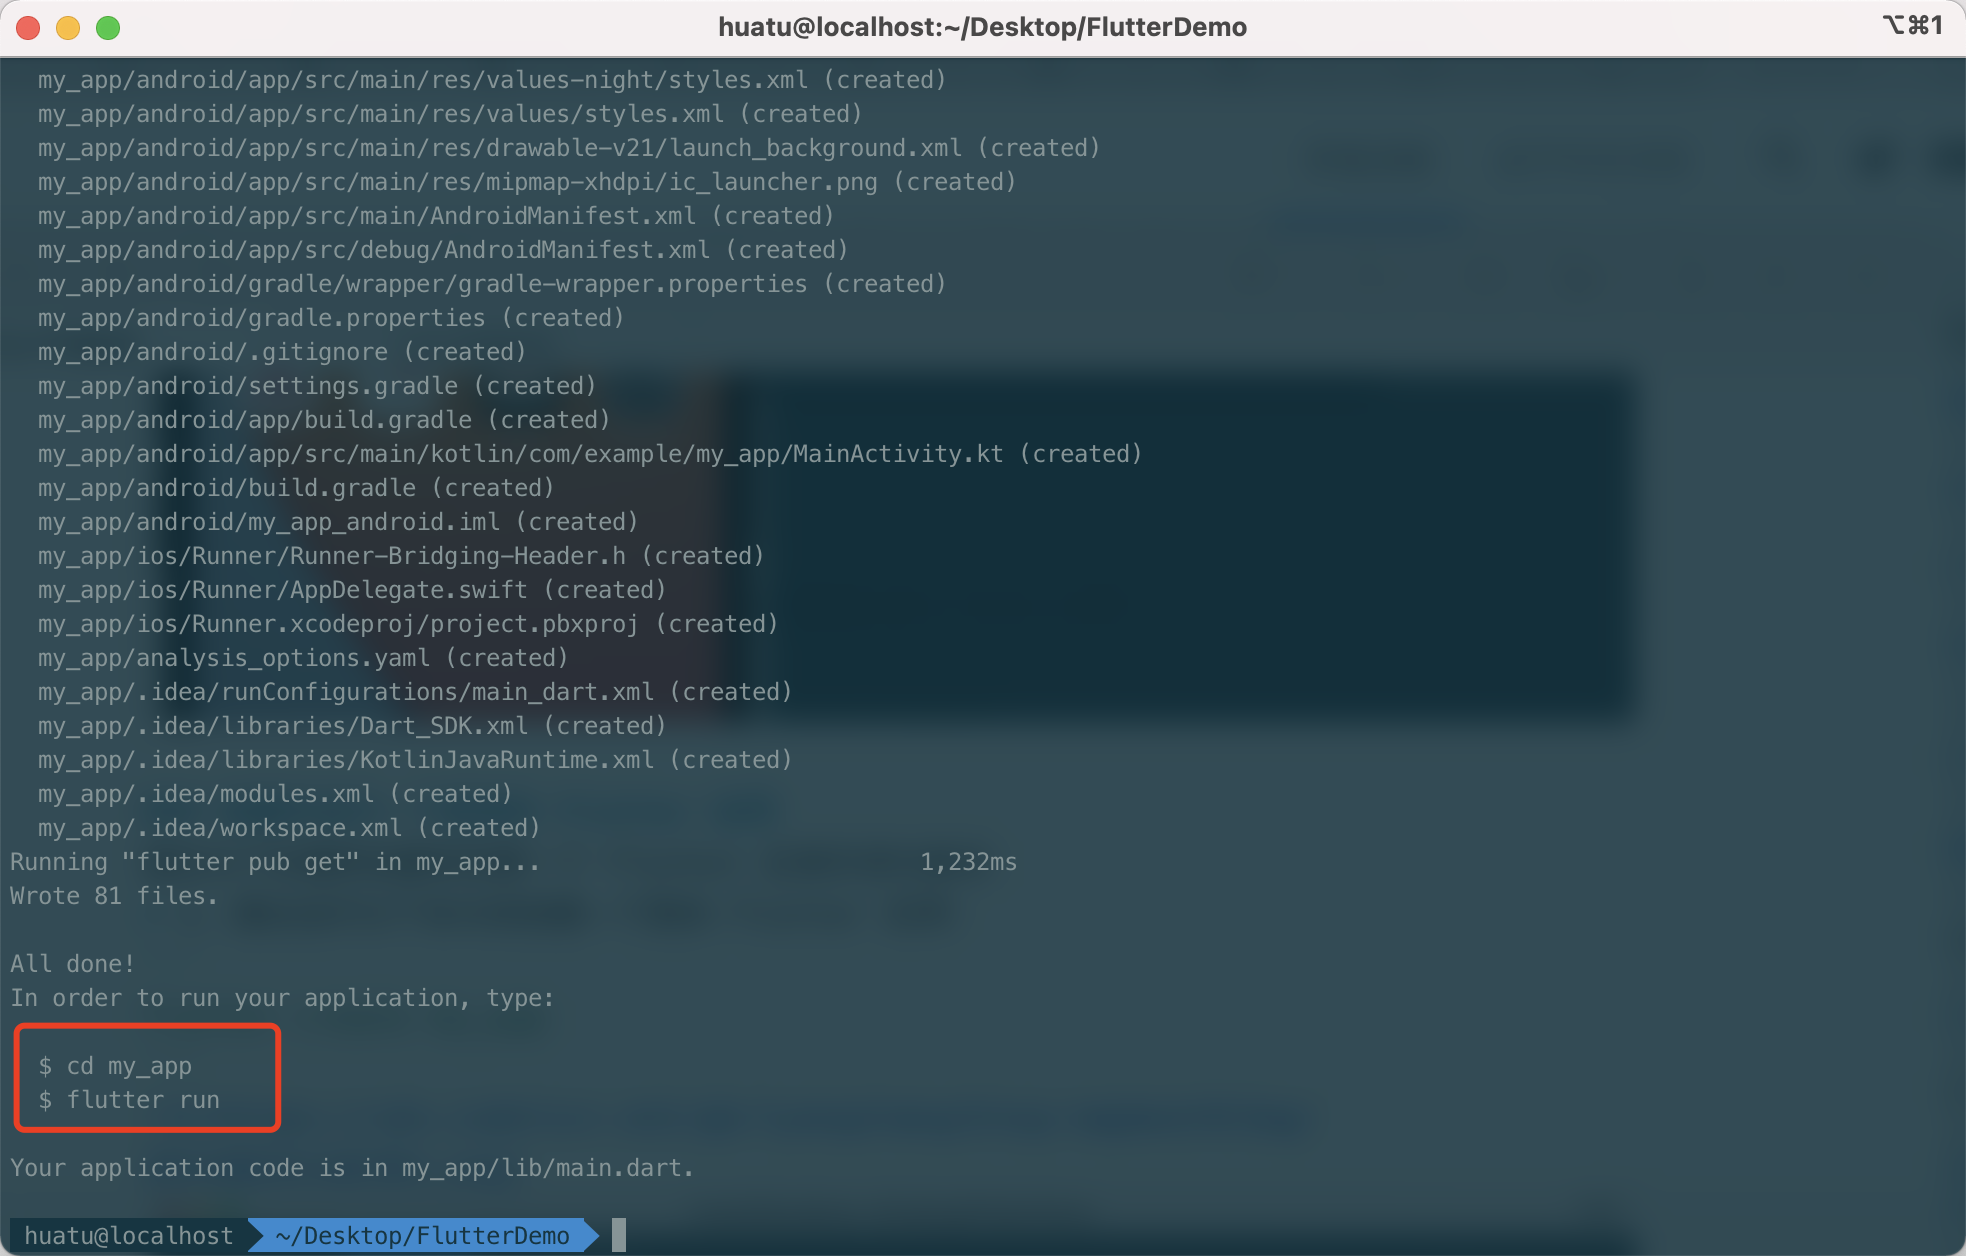 huatu@localhost:~/Desktop/FlutterDemo
⌥⌘1
my_app/android/app/src/main/res/values-night/styles.xml (created)
my_app/android/app/src/main/res/values/styles.xml (created)
my_app/android/app/src/main/res/drawable-v21/launch_background.xml (created)
my_app/android/app/src/main/res/mipmap-xhdpi/ic_launcher.png (created)
my_app/android/app/src/main/AndroidManifest.xml (created)
my_app/android/app/src/debug/AndroidManifest.xml (created)
my_app/android/gradle/wrapper/gradle-wrapper.properties (created)
my_app/android/gradle.properties (created)
my_app/android/.gitignore (created)
my_app/android/settings.gradle (created)
my_app/android/app/build.gradle (created)
my_app/android/app/src/main/kotlin/com/example/my_app/MainActivity.kt (created)
my_app/android/build.gradle (created)
my_app/android/my_app_android.iml (created)
my_app/ios/Runner/Runner-Bridging-Header.h (created)
my_app/ios/Runner/AppDelegate.swift (created)
my_app/ios/Runner.xcodeproj/project.pbxproj (created)
my_app/analysis_options.yaml (created)
my_app/.idea/runConfigurations/main_dart.xml (created)
my_app/.idea/libraries/Dart_SDK.xml (created)
my_app/.idea/libraries/KotlinJavaRuntime.xml (created)
my_app/.idea/modules.xml (created)
my_app/.idea/workspace.xml (created)
Running "flutter pub get" in my_app... 1,232ms
Wrote 81 files.
All done!
In order to run your application, type:
$ cd my_app
$ flutter run
Your application code is in my_app/lib/main.dart.
huatu@localhost ~/Desktop/FlutterDemo